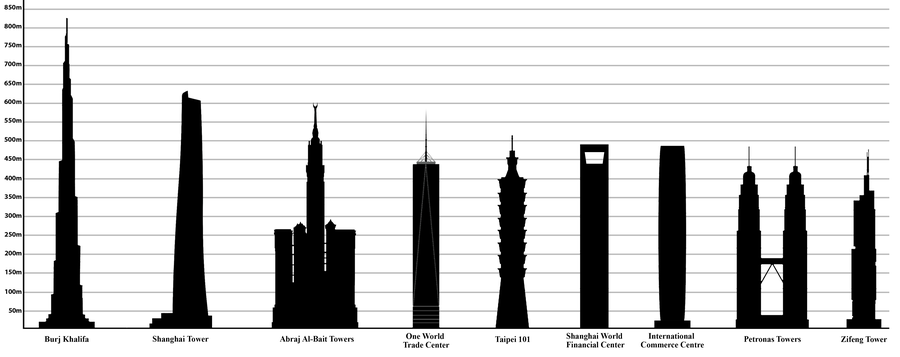 850m
800m
750m
700m
650m
600m
550m
500m
450m
400m
350m
300m
250m
200m
150m
100m
50m
Burj Khalifa
Shanghai Tower
Abraj Al-Bait Towers
One World
Trade Center
Taipei 101
Shanghai World
Financial Center
International
Commerce Centre
Petronas Towers
Zifeng Tower